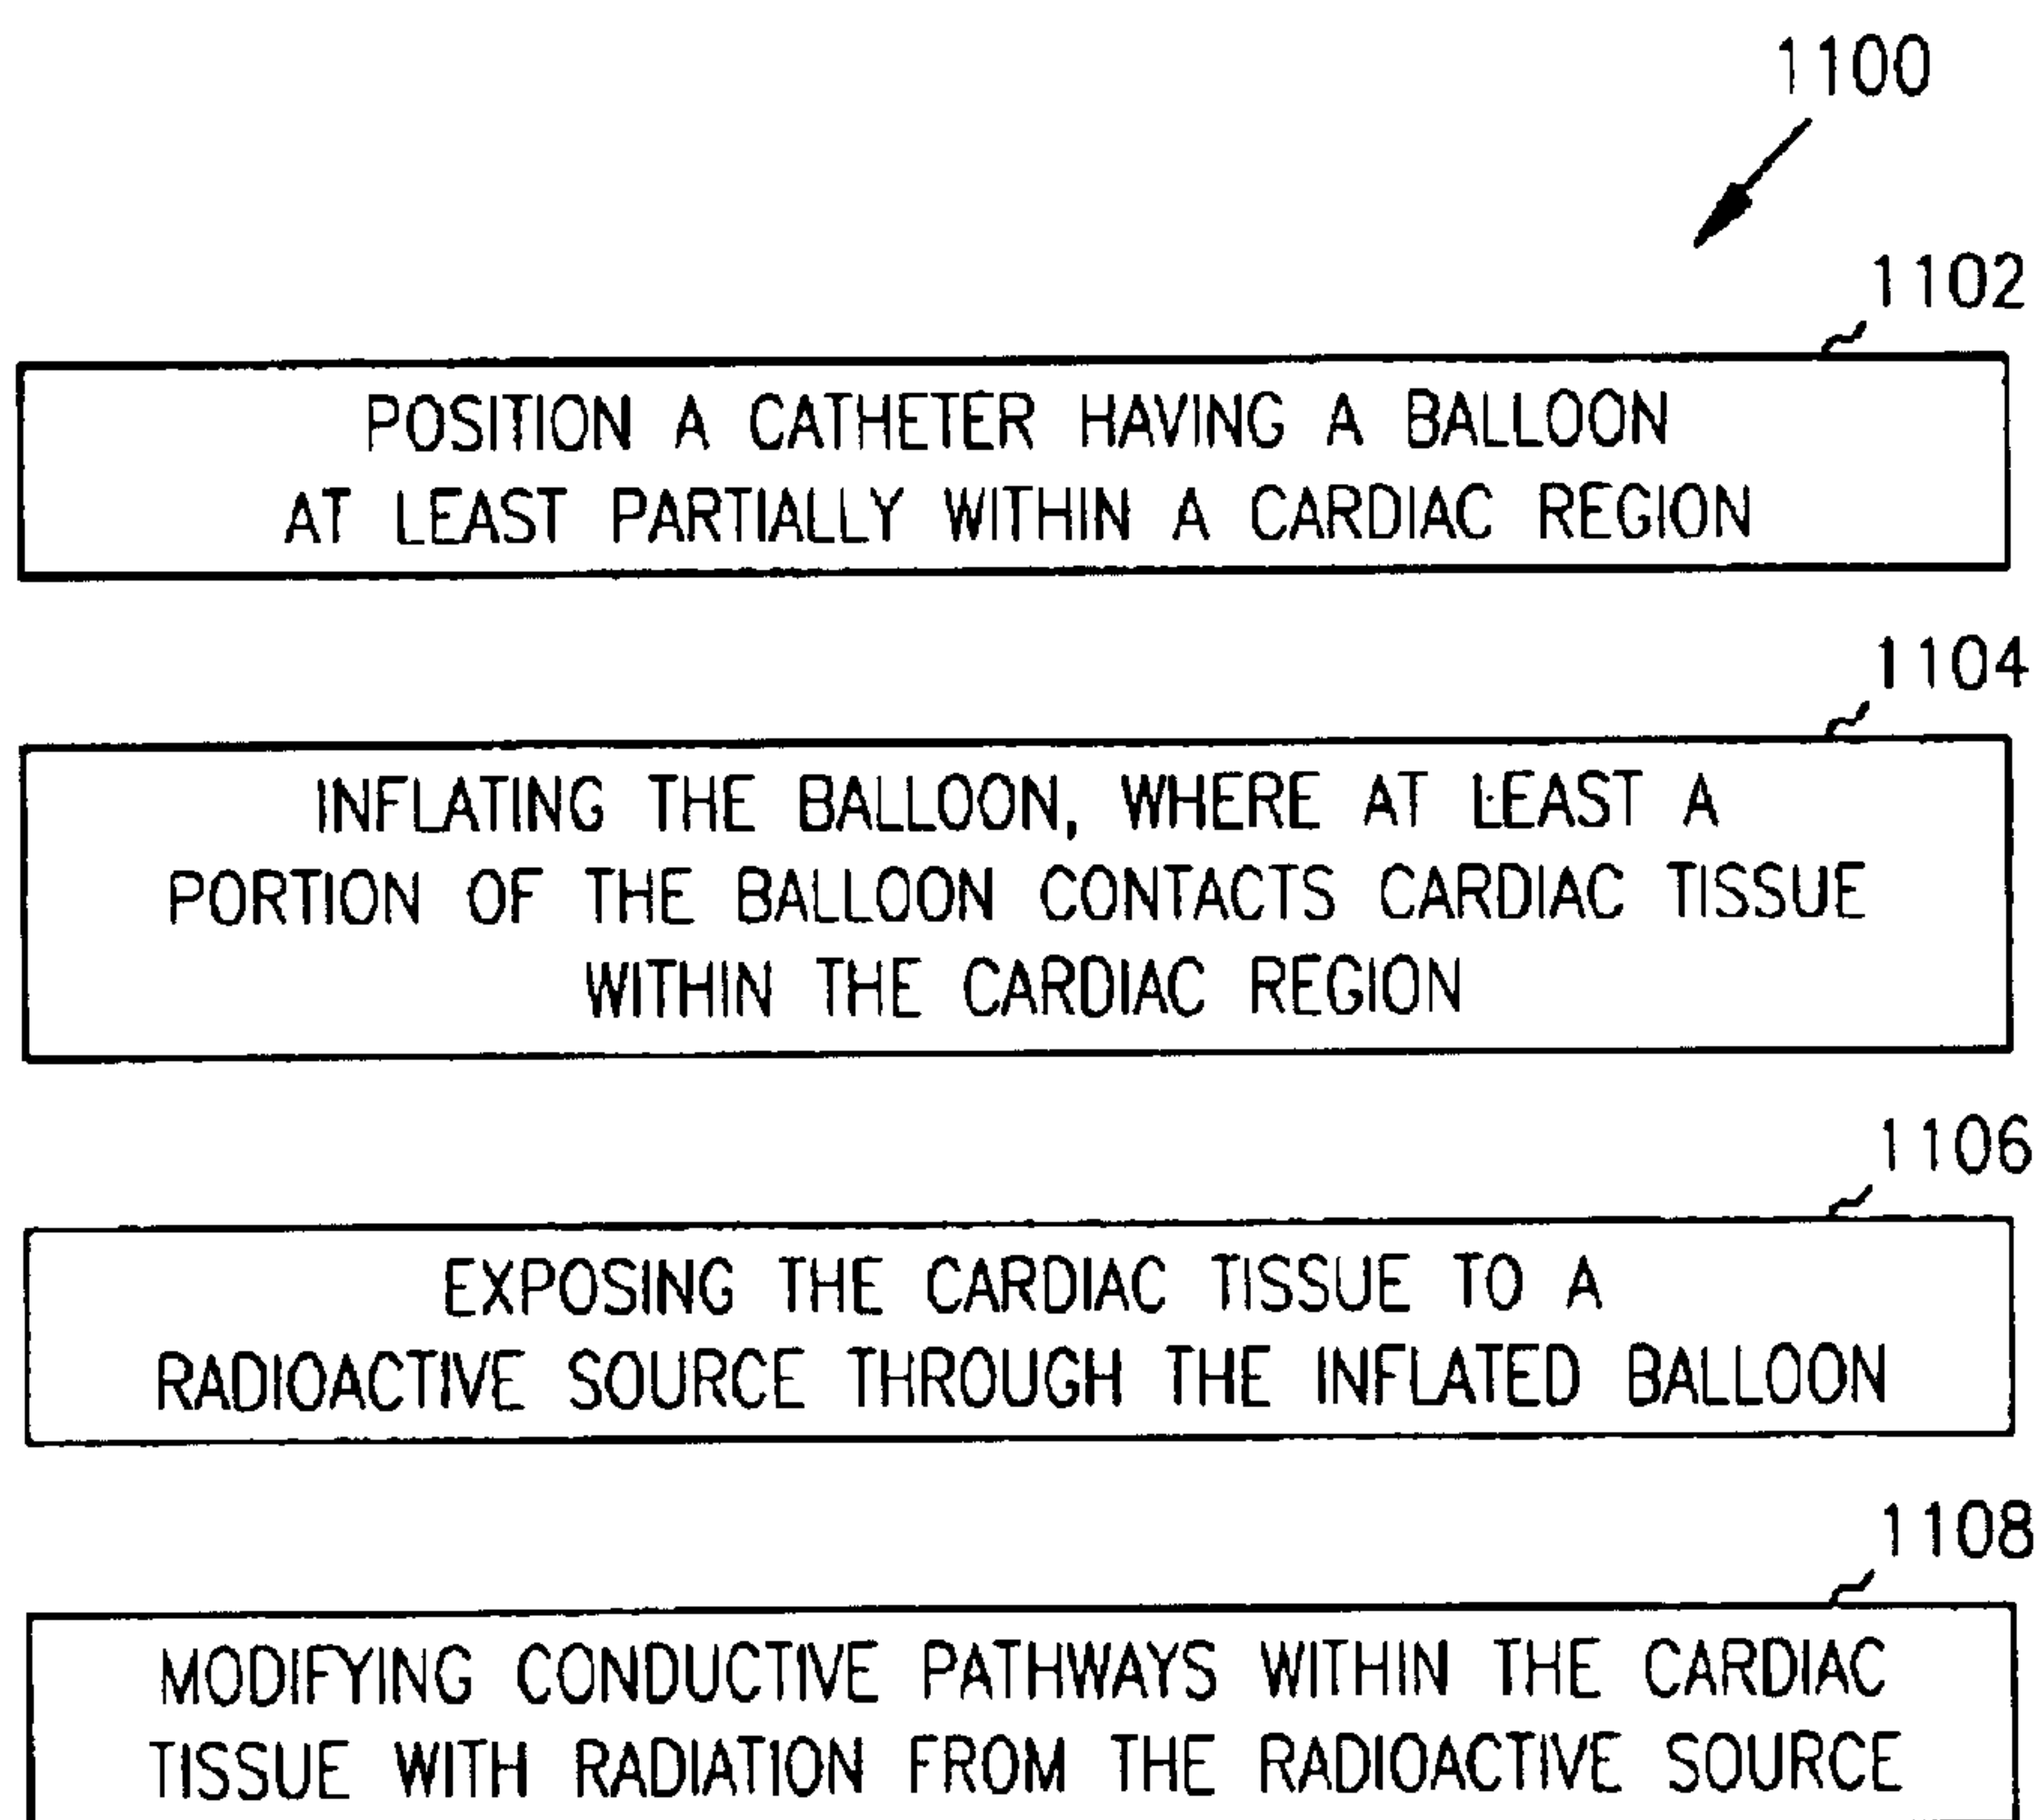 1100
1102
POSITION A CATHETER HAVING A BALLOON
AT LEAST PARTIALLY WITHIN A CARDIAC REGION
1104
INFLATING THE BALLOON, WHERE AT LEAST A
PORTION OF THE BALLOON CONTACTS CARDIAC TISSUE
WITHIN THE CARDIAC REGION
1106
EXPOSING THE CARDIAC TISSUE TO A
RADIOACTIVE SOURCE THROUGH THE INFLATED BALLOON
1108
MODIFYING CONDUCTIVE PATHWAYS WITHIN THE CARDIAC
TISSUE WITH RADIATION FROM THE RADIOACTIVE SOURCE